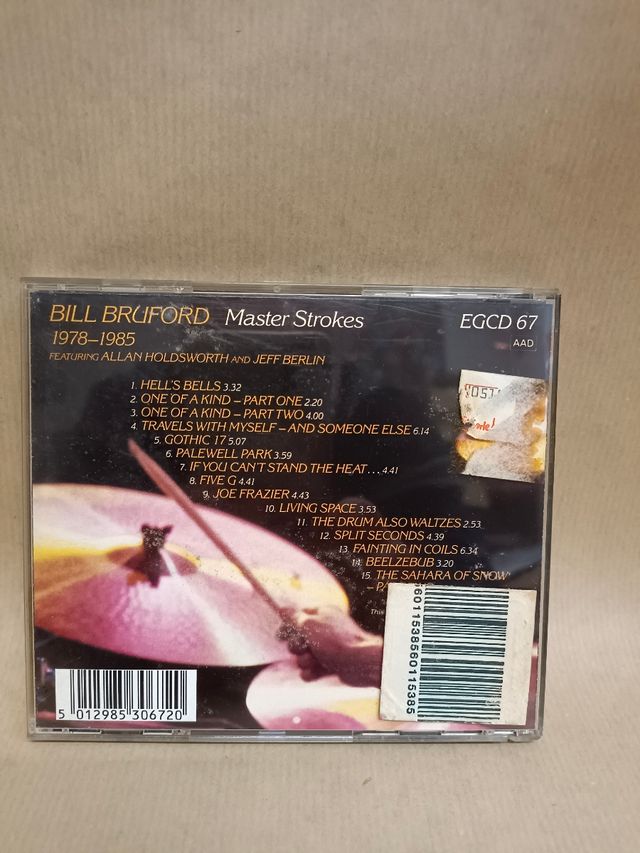 BILL BRUFORD Master Strokes EGCD 67
1978–1985 AAD
FEATURING ALLAN HOLDSWORTH AND JEFF BERLIN
1. HELL'S BELLS 3.32
2. ONE OF A KIND – PART ONE 2.20
3. ONE OF A KIND – PART TWO 4.00
4. TRAVELS WITH MYSELF – AND SOMEONE ELSE 6.14
5. GOTHIC 17 5.07
6. PALEWELL PARK 3.59
7. IF YOU CAN'T STAND THE HEAT... 4.41
8. FIVE G 4.41
9. JOE FRAZIER 4.43
10. LIVING SPACE 3.53
11. THE DRUM ALSO WALTZES 2.53
12. SPLIT SECONDS 4.39
13. FAINTING IN COILS 6.34
14. BEELZEBUB 3.20
15. THE SAHARA OF SNOW
This
5 012985 306720